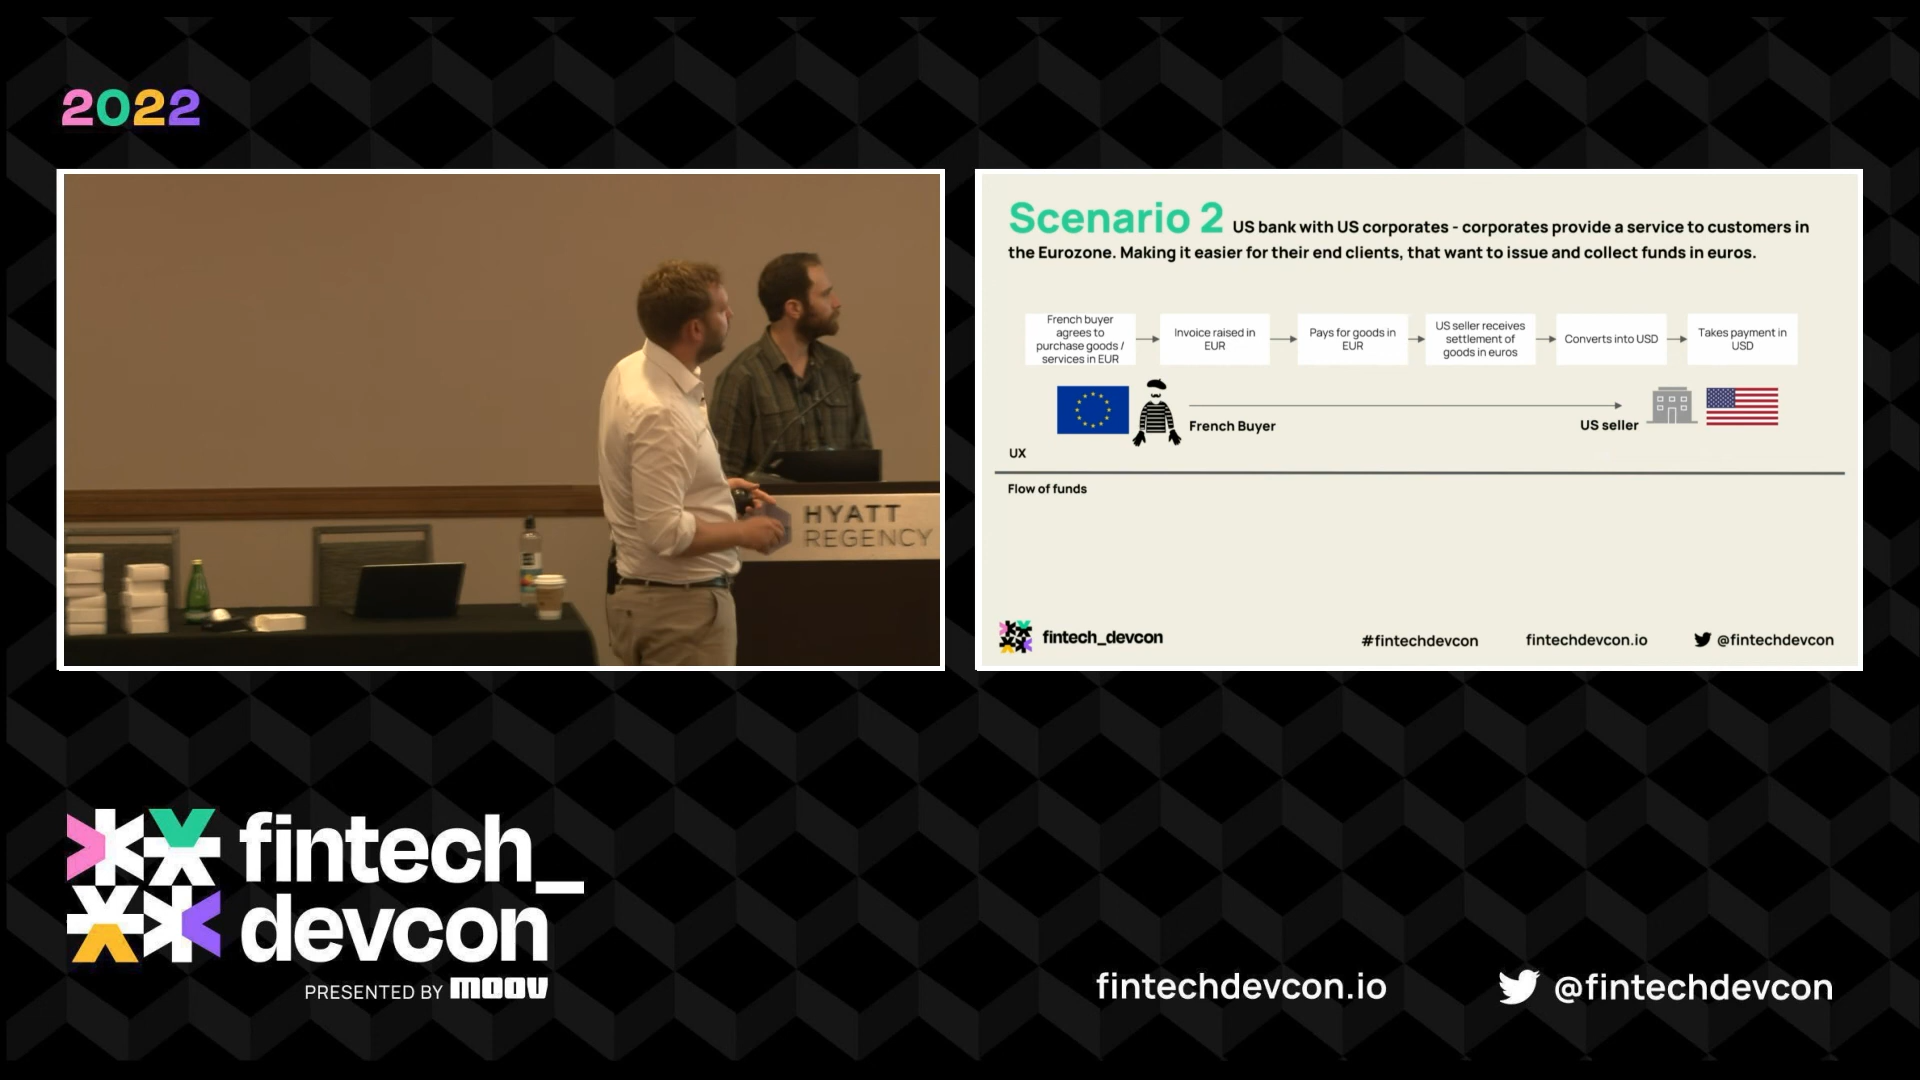 2022
HYATT
REGENCY
Scenario 2 US bank with US corporates - corporates provide a service to customers in
the Eurozone. Making it easier for their end clients, that want to issue and collect funds in euros.
French buyer
agrees to
purchase goods /
services in EUR
Invoice raised in
EUR
Pays for goods in
EUR
US seller receives
settlement of
goods in euros
Converts into USD
Takes payment in
USD
French Buyer
US seller
UX
Flow of funds
fintech_devcon
#fintechdevcon
fintechdevcon.io
@fintechdevcon
fintech_
devcon
PRESENTED BY moov
fintechdevcon.io
@fintechdevcon